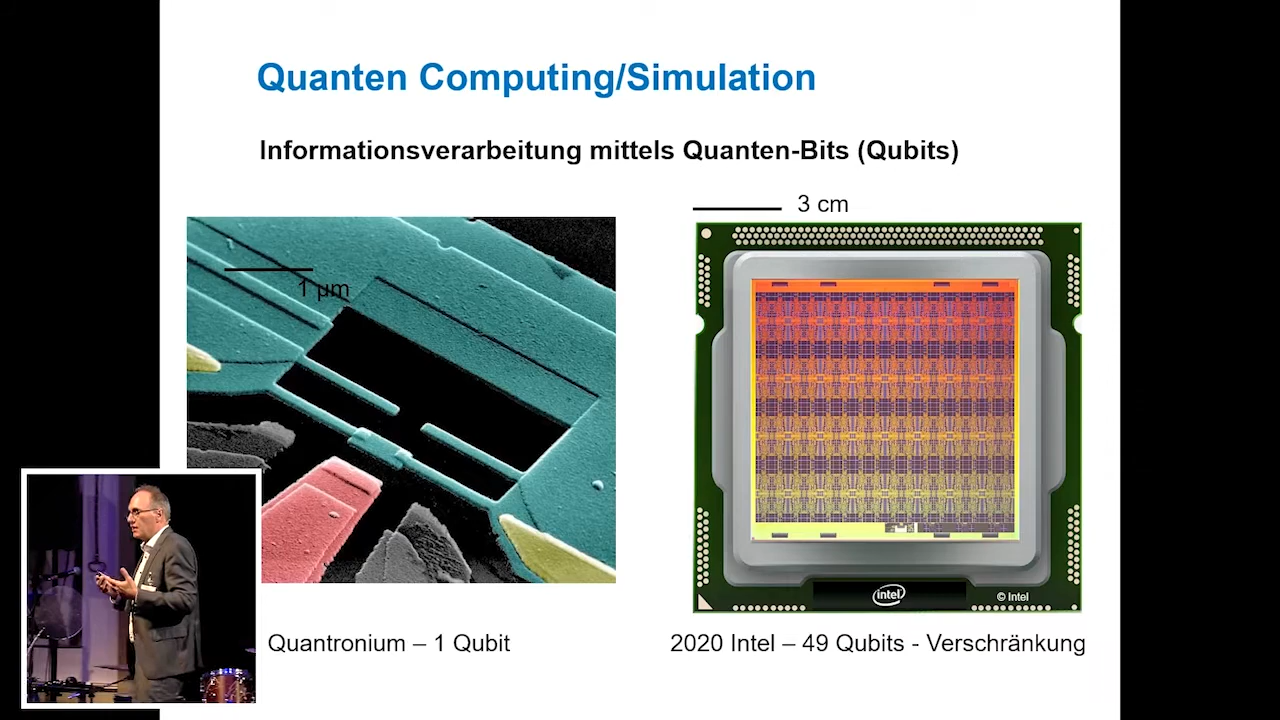 Quanten Computing/Simulation
Informationsverarbeitung mittels Quanten-Bits (Qubits)
3 cm
1 µm
intel
© Intel
Quantronium – 1 Qubit
2020 Intel – 49 Qubits - Verschränkung